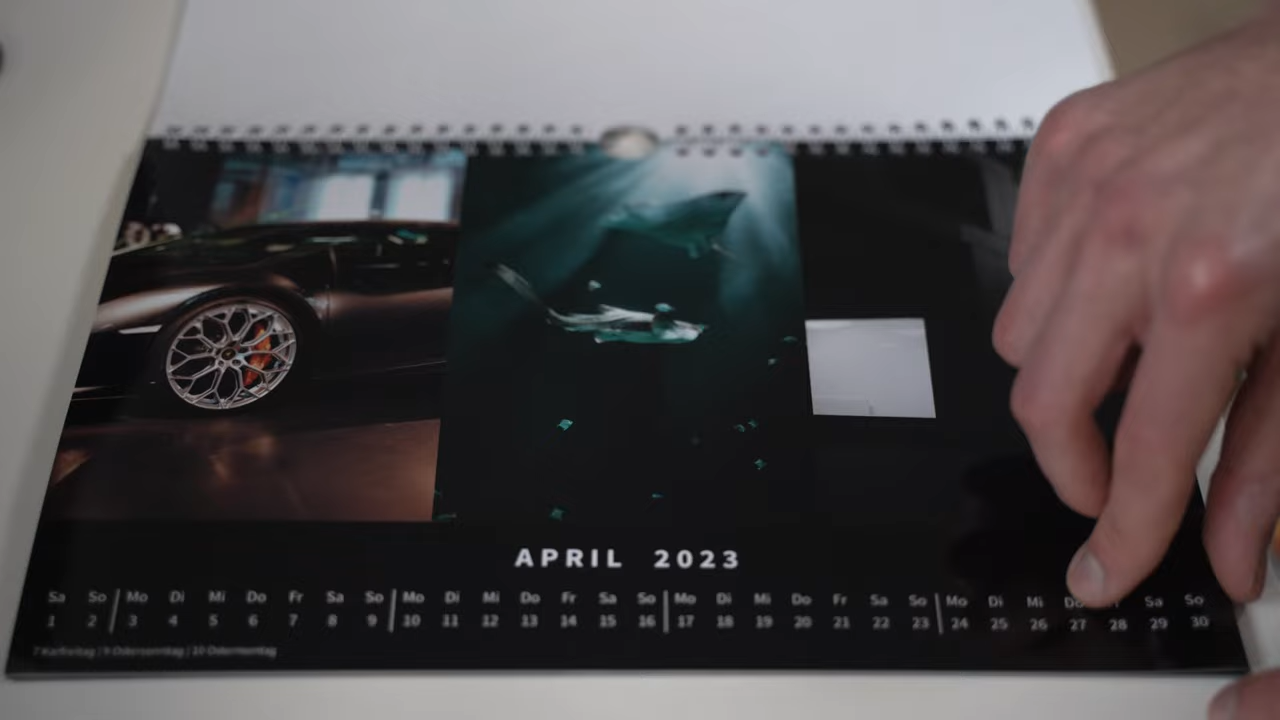 APRIL 2023
Sa So Mo Di Mi Do Fr Sa So Mo Di Mi Do Fr Sa So Mo Di Mi Do Fr Sa So Mo Di Mi Do Sa So
1 2 3 4 5 6 7 8 9 10 11 12 13 14 15 16 17 18 19 20 21 22 23 24 25 26 27 28 29 30
7 Karfreitag | 9 Ostersonntag | 10 Ostermontag